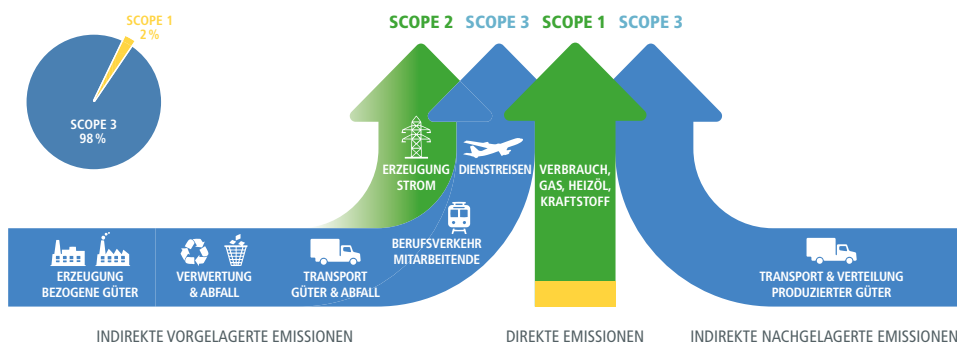 SCOPE 1
2 %
SCOPE 3
98 %
SCOPE 2
SCOPE 3
SCOPE 1
SCOPE 3
ERZEUGUNG
STROM
DIENSTREISEN
VERBRAUCH,
GAS, HEIZÖL,
KRAFTSTOFF
BERUFSVERKEHR
MITARBEITENDE
ERZEUGUNG
BEZOGENE GÜTER
VERWERTUNG
& ABFALL
TRANSPORT
GÜTER & ABFALL
TRANSPORT & VERTEILUNG
PRODUZIERTER GÜTER
INDIREKTE VORGELAGERTE EMISSIONEN
DIREKTE EMISSIONEN
INDIREKTE NACHGELAGERTE EMISSIONEN